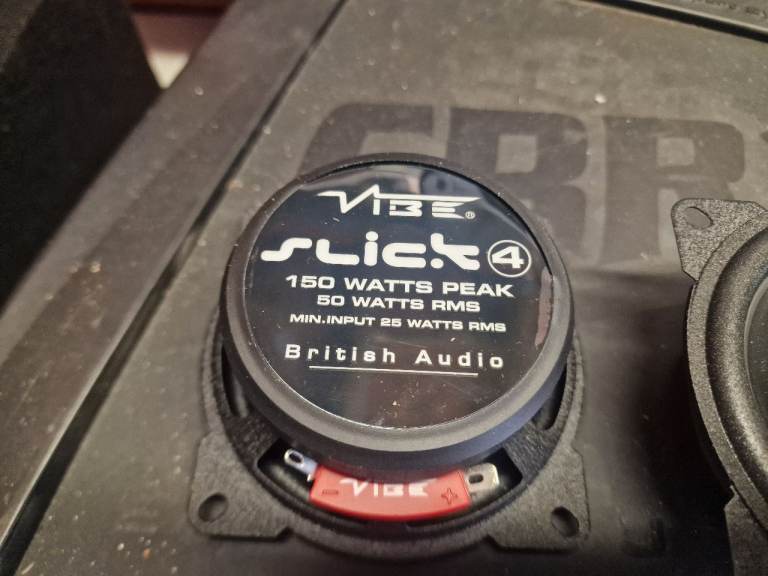 VIBE®
SLICK 4
150 WATTS PEAK
50 WATTS RMS
MIN.INPUT 25 WATTS RMS
British Audio
- VIBE +